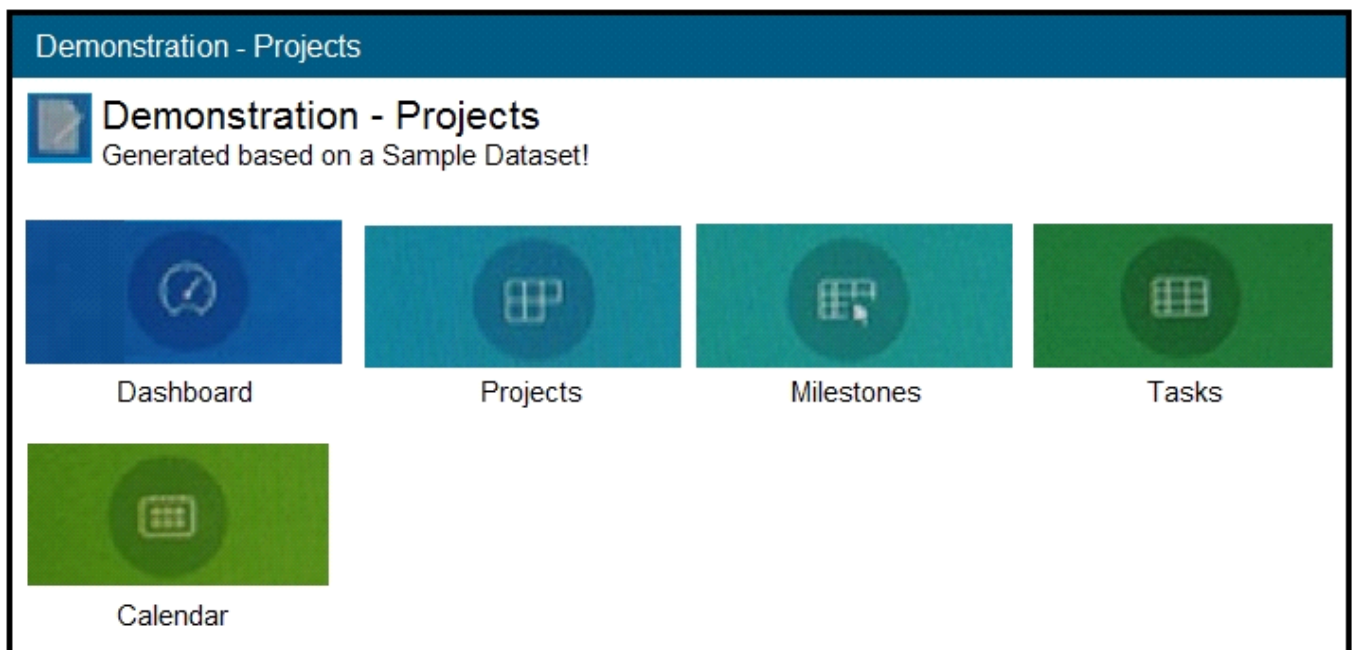 Demonstration - Projects
Demonstration - Projects
Generated based on a Sample Dataset!
Dashboard
Projects
Milestones
Tasks
Calendar